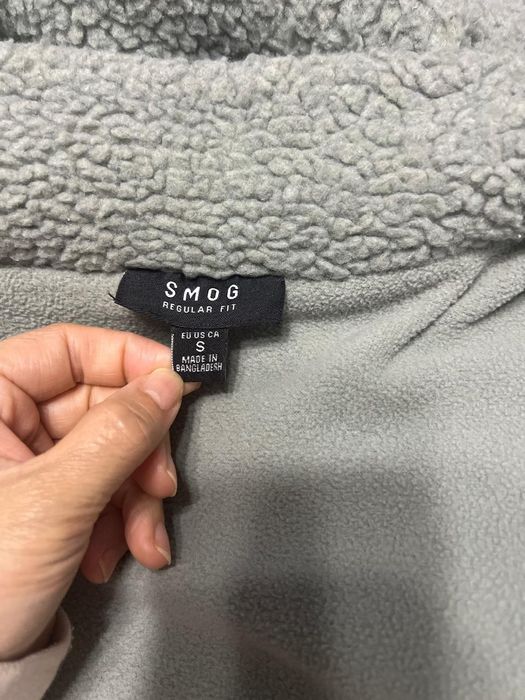 SMOG
REGULAR FIT
EU US CA
S
MADE IN
BANGLADESH